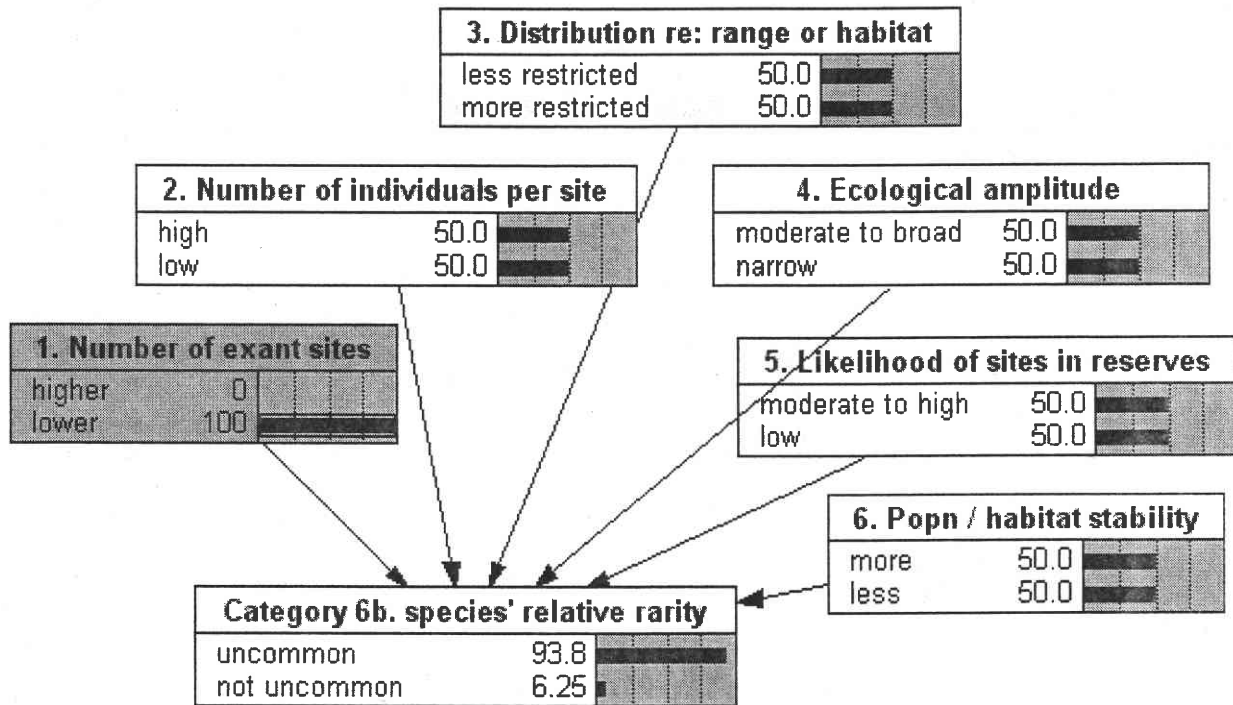 3. Distribution re: range or habitat
less restricted 50.0
more restricted 50.0
2. Number of individuals per site
high 50.0
low 50.0
4. Ecological amplitude
moderate to broad 50.0
narrow 50.0
1. Number of exant sites
higher 0
lower 100
5. Likelihood of sites in reserves
moderate to high 50.0
low 50.0
6. Popn / habitat stability
more 50.0
less 50.0
Category 6b. species' relative rarity
uncommon 93.8
not uncommon 6.25